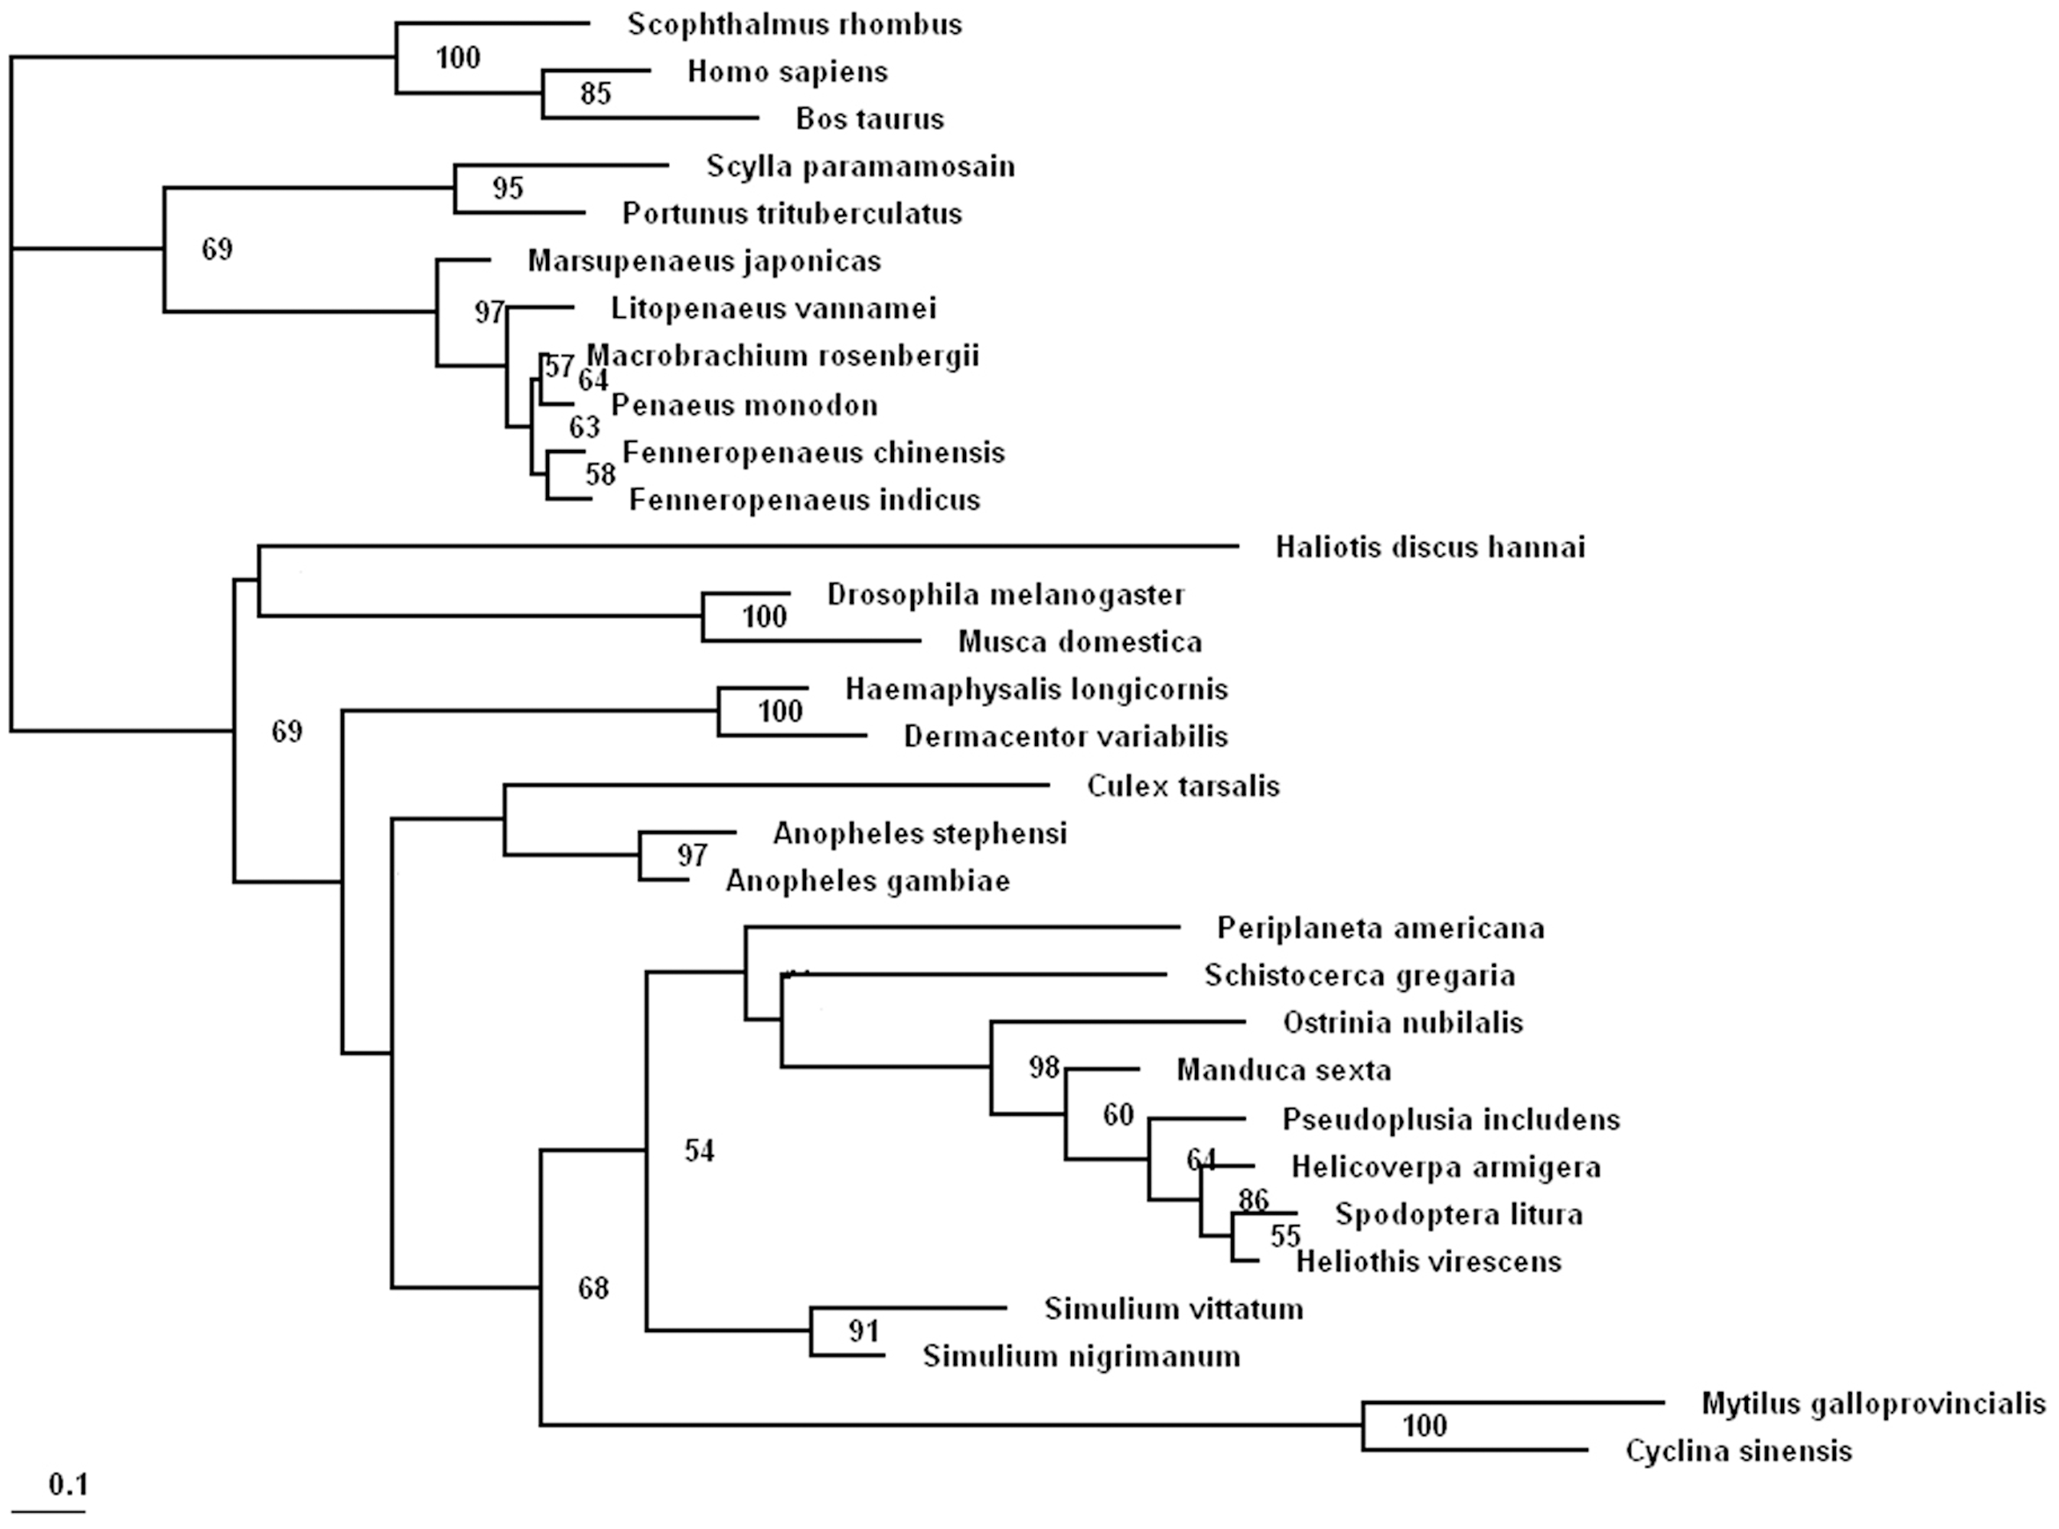 Scophthalmus rhombus
100
Homo sapiens
85
Bos taurus
Scylla paramamosain
95
Portunus trituberculatus
69
Marsupenaeus japonicas
97
Litopenaeus vannamei
Macrobrachium rosenbergii
57
64
Penaeus monodon
63
Fenneropenaeus chinensis
58
Fenneropenaeus indicus
Haliotis discus hannai
Drosophila melanogaster
100
Musca domestica
Haemaphysalis longicornis
100
69
Dermacentor variabilis
Culex tarsalis
Anopheles stephensi
97
Anopheles gambiae
Periplaneta americana
Schistocerca gregaria
Ostrinia nubilalis
98
Manduca sexta
60
Pseudoplusia includens
54
64
Helicoverpa armigera
86
Spodoptera litura
55
Heliothis virescens
68
Simulium vittatum
91
Simulium nigrimanum
Mytilus galloprovincialis
100
Cyclina sinensis
0.1